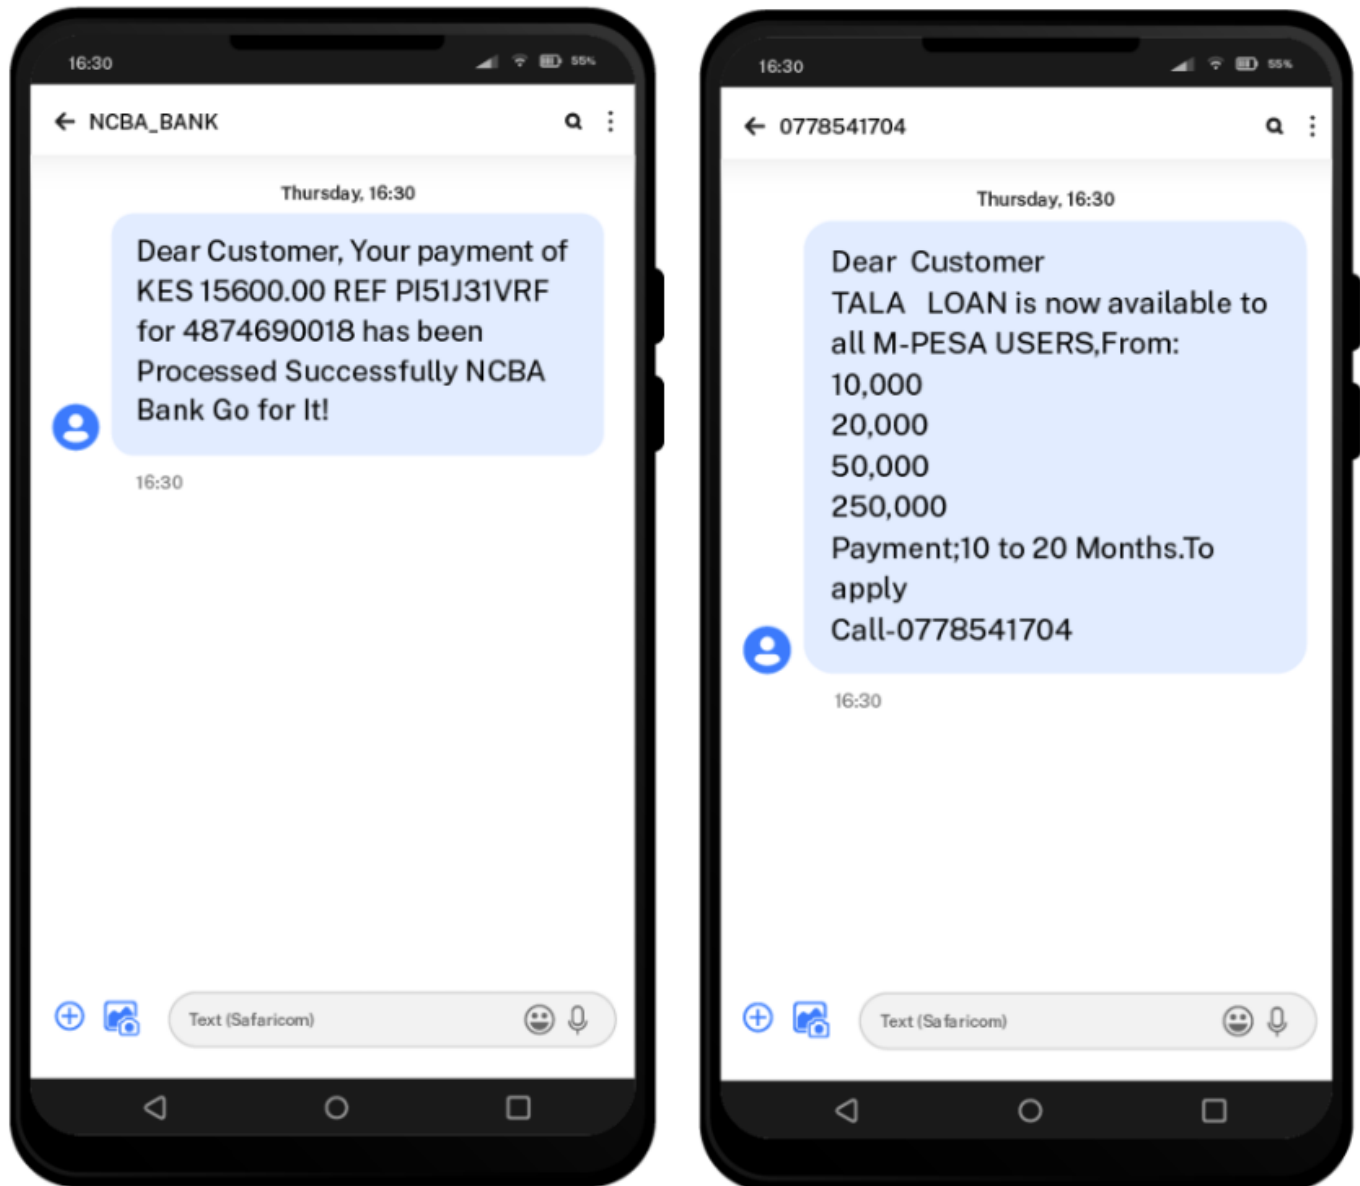 16:30
55%
NCBA_BANK
Thursday, 16:30
Dear Customer, Your payment of
KES 15600.00 REF PI51J31VRF
for 4874690018 has been
Processed Successfully NCBA
Bank Go for It!
16:30
Text (Safaricom)
16:30
55%
0778541704
Thursday, 16:30
Dear  Customer
TALA   LOAN is now available to
all M-PESA USERS,From:
10,000
20,000
50,000
250,000
Payment;10 to 20 Months.To
apply
Call-0778541704
16:30
Text (Safaricom)